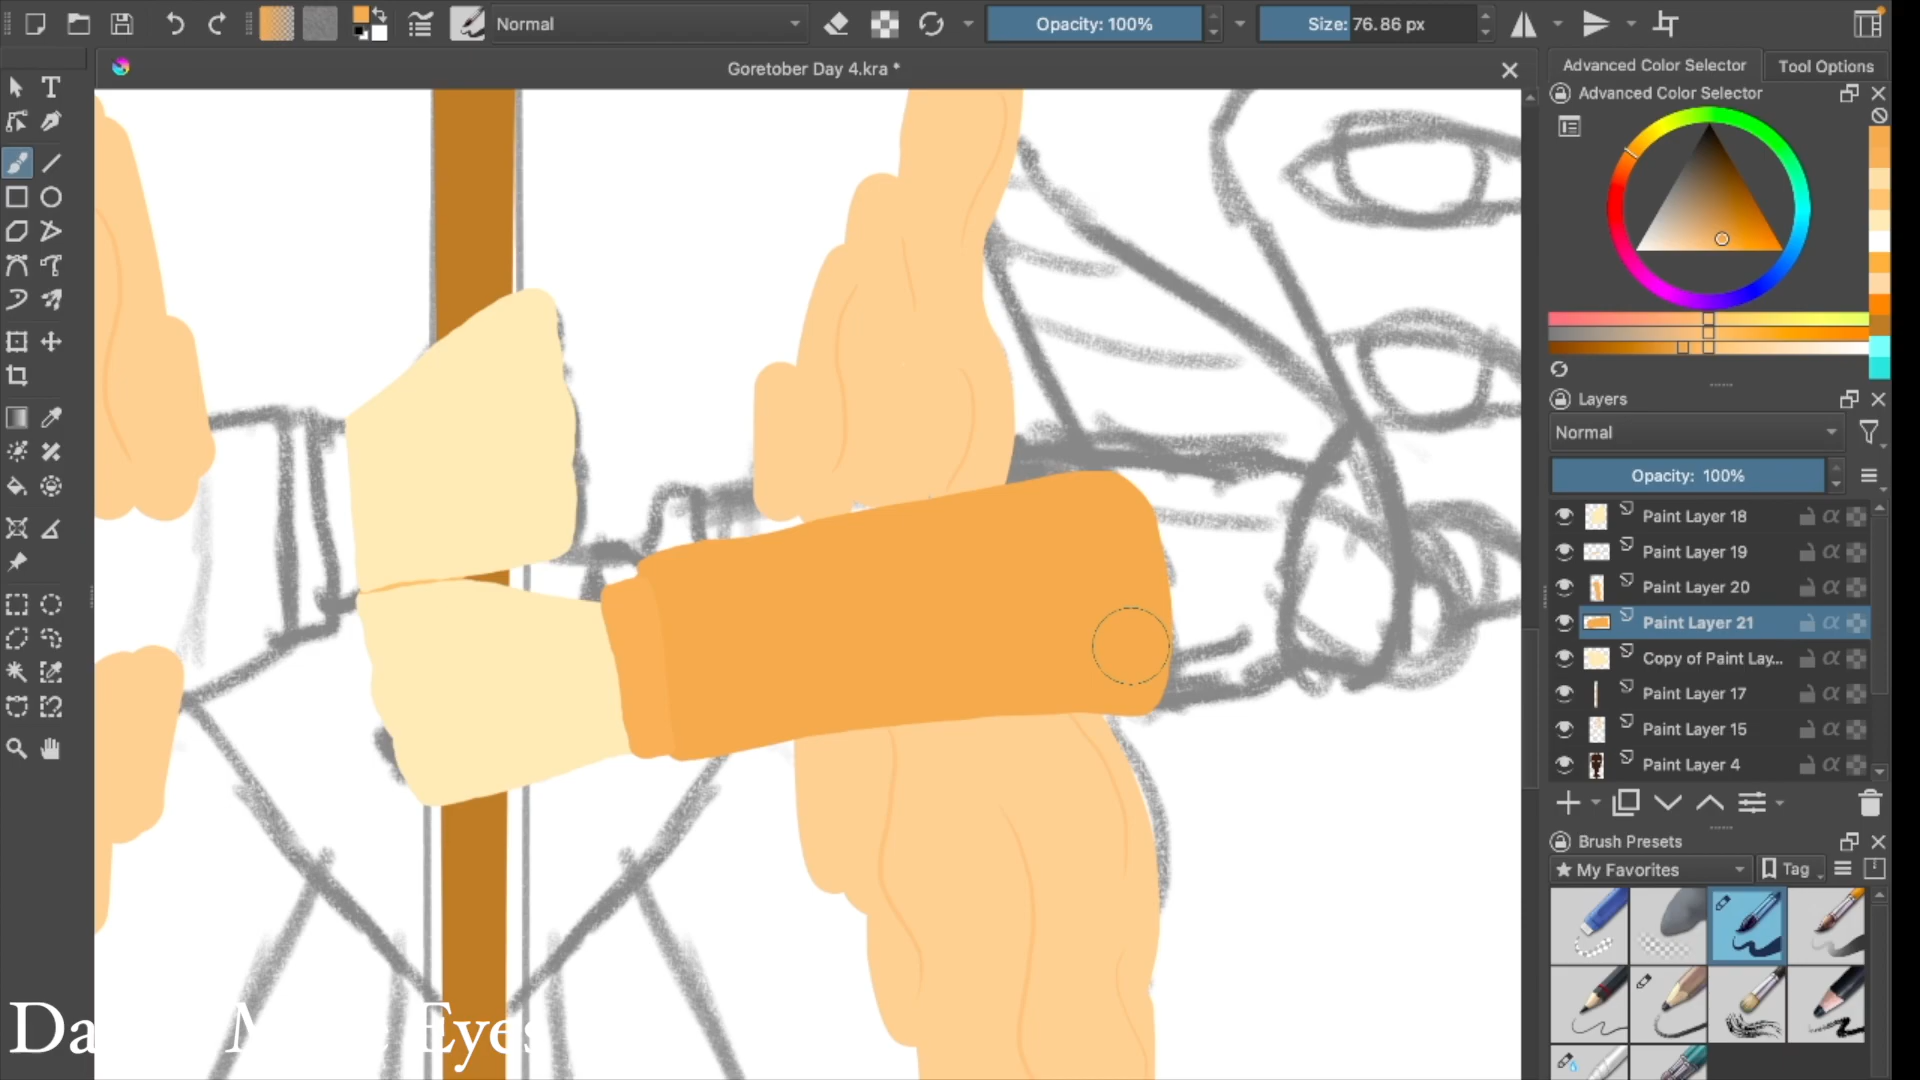 Normal
Opacity: 100%
Size: 76.86 px
Goretober Day 4.kra *
Advanced Color Selector
Tool Options
Advanced Color Selector
Layers
Normal
Opacity: 100%
Paint Layer 18
Paint Layer 19
Paint Layer 20
Paint Layer 21
Copy of Paint Lay...
Paint Layer 17
Paint Layer 15
Paint Layer 4
Brush Presets
My Favorites
Tag
Eyes